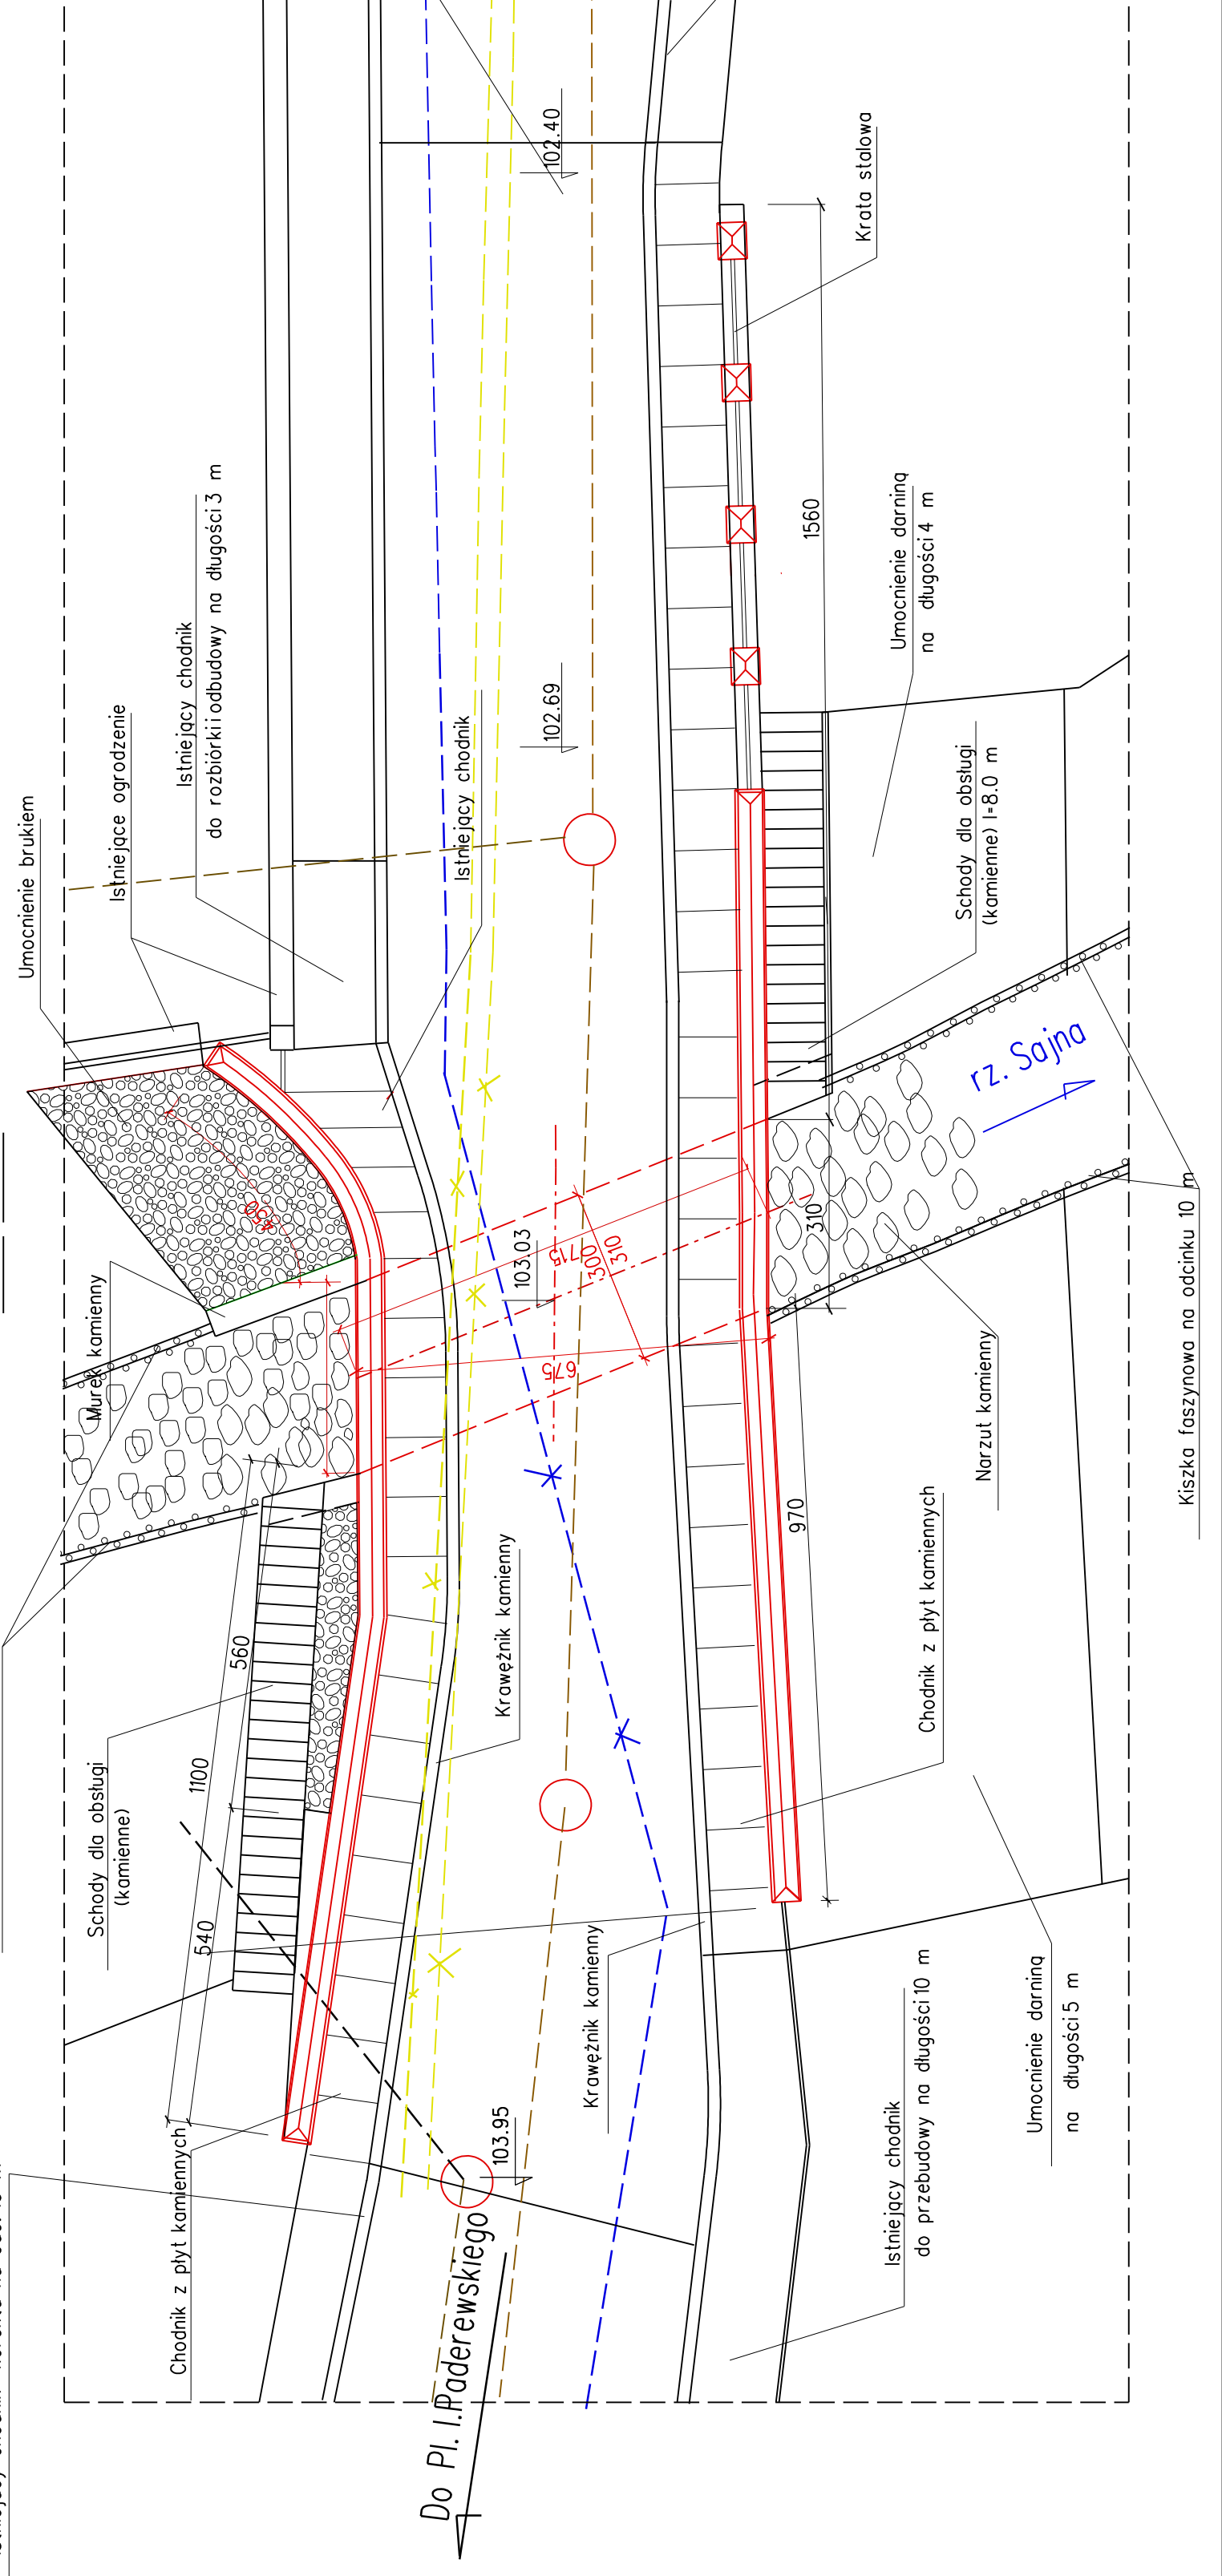 Umocnienie brukiem
Istniejące ogrodzenie
Istniejący chodnik
do rozbiórki i odbudowy na długości 3 m
Istniejący chodnik
102.40
102.69
103.03
103.95
Krata stalowa
1560
Umocnienie darniną
na długości 4 m
Schody dla obsługi
(kamienne) l=8.0 m
rz. Sajna
Murek kamienny
450
715
300
310
675
310
970
Narzut kamienny
Kiszka faszynowa na odcinku 10 m
Chodnik z płyt kamiennych
Krawężnik kamienny
560
1100
540
Schody dla obsługi
(kamienne)
Krawężnik kamienny
Chodnik z płyt kamiennych
Istniejący chodnik
do przebudowy na długości 10 m
Umocnienie darniną
na długości 5 m
Do Pl. I.Paderewskiego